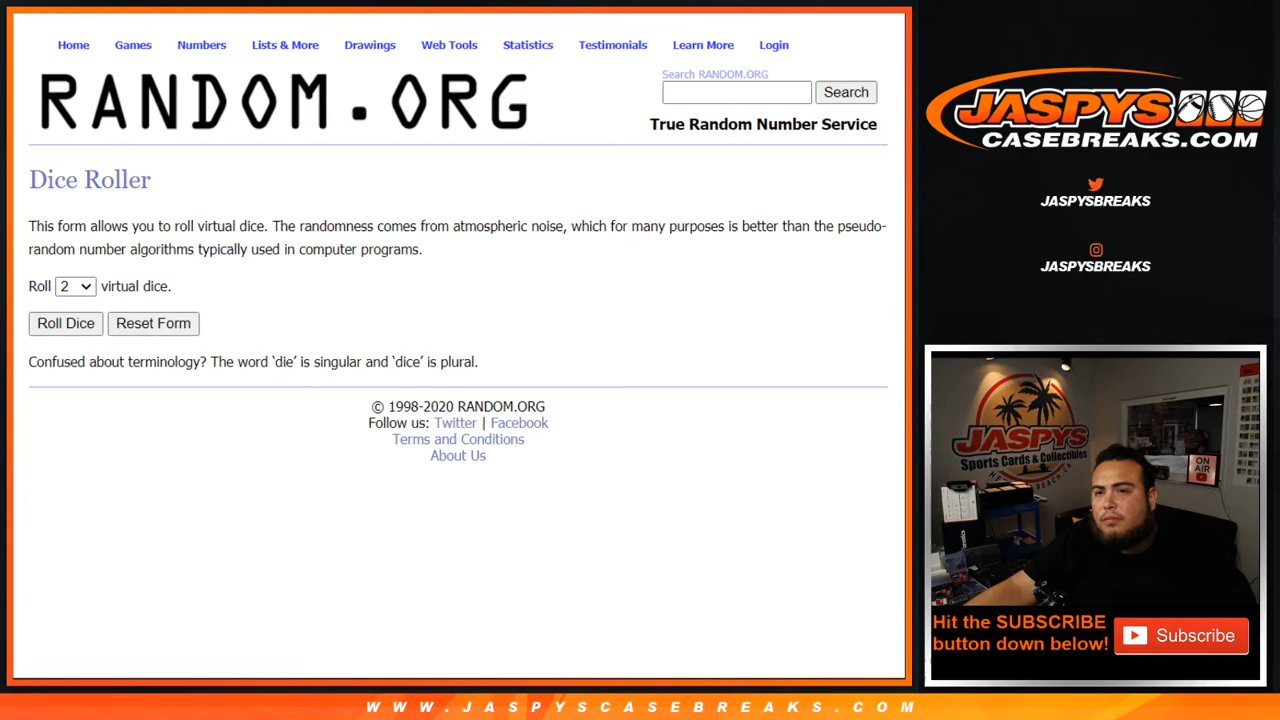 Home Games Numbers Lists & More Drawings Web Tools Statistics Testimonials Learn More Login
RANDOM.ORG
Search RANDOM.ORG
Search
True Random Number Service
Dice Roller
This form allows you to roll virtual dice. The randomness comes from atmospheric noise, which for many purposes is better than the pseudo-
random number algorithms typically used in computer programs.
Roll 2 virtual dice.
Roll Dice Reset Form
Confused about terminology? The word ‘die’ is singular and ‘dice’ is plural.
© 1998-2020 RANDOM.ORG
Follow us: Twitter | Facebook
Terms and Conditions
About Us
JASPYS
CASEBREAKS.COM
JASPYSBREAKS
JASPYSBREAKS
JASPYS
Sports Cards & Collectibles
ON
AIR
Hit the SUBSCRIBE
button down below!
Subscribe
WWW.JASPYSCASEBREAKS.COM